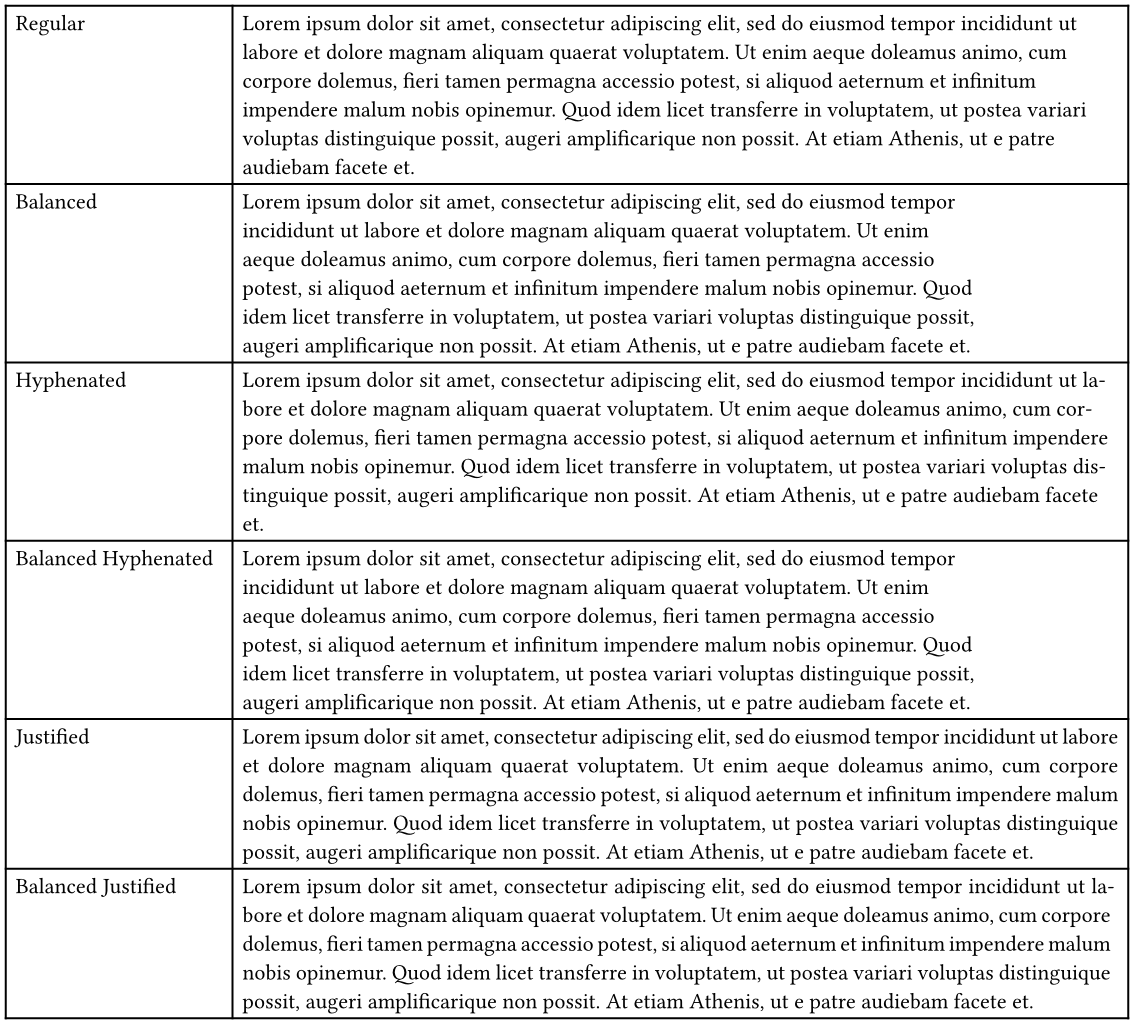 Regular
Lorem ipsum dolor sit amet, consectetur adipiscing elit, sed do eiusmod tempor incididunt ut
labore et dolore magnam aliquam quaerat voluptatem. Ut enim aeque doleamus animo, cum
corpore dolemus, fieri tamen permagna accessio potest, si aliquod aeternum et infinitum
impendere malum nobis opinemur. Quod idem licet transferre in voluptatem, ut postea variari
voluptas distinguique possit, augeri amplificarique non possit. At etiam Athenis, ut e patre
audiebam facete et.
Balanced
Lorem ipsum dolor sit amet, consectetur adipiscing elit, sed do eiusmod tempor
incididunt ut labore et dolore magnam aliquam quaerat voluptatem. Ut enim
aeque doleamus animo, cum corpore dolemus, fieri tamen permagna accessio
potest, si aliquod aeternum et infinitum impendere malum nobis opinemur. Quod
idem licet transferre in voluptatem, ut postea variari voluptas distinguique possit,
augeri amplificarique non possit. At etiam Athenis, ut e patre audiebam facete et.
Hyphenated
Lorem ipsum dolor sit amet, consectetur adipiscing elit, sed do eiusmod tempor incididunt ut la-
bore et dolore magnam aliquam quaerat voluptatem. Ut enim aeque doleamus animo, cum cor-
pore dolemus, fieri tamen permagna accessio potest, si aliquod aeternum et infinitum impendere
malum nobis opinemur. Quod idem licet transferre in voluptatem, ut postea variari voluptas dis-
tinguique possit, augeri amplificarique non possit. At etiam Athenis, ut e patre audiebam facete
et.
Balanced Hyphenated
Lorem ipsum dolor sit amet, consectetur adipiscing elit, sed do eiusmod tempor
incididunt ut labore et dolore magnam aliquam quaerat voluptatem. Ut enim
aeque doleamus animo, cum corpore dolemus, fieri tamen permagna accessio
potest, si aliquod aeternum et infinitum impendere malum nobis opinemur. Quod
idem licet transferre in voluptatem, ut postea variari voluptas distinguique possit,
augeri amplificarique non possit. At etiam Athenis, ut e patre audiebam facete et.
Justified
Lorem ipsum dolor sit amet, consectetur adipiscing elit, sed do eiusmod tempor incididunt ut labore
et dolore magnam aliquam quaerat voluptatem. Ut enim aeque doleamus animo, cum corpore
dolemus, fieri tamen permagna accessio potest, si aliquod aeternum et infinitum impendere malum
nobis opinemur. Quod idem licet transferre in voluptatem, ut postea variari voluptas distinguique
possit, augeri amplificarique non possit. At etiam Athenis, ut e patre audiebam facete et.
Balanced Justified
Lorem ipsum dolor sit amet, consectetur adipiscing elit, sed do eiusmod tempor incididunt ut la-
bore et dolore magnam aliquam quaerat voluptatem. Ut enim aeque doleamus animo, cum corpore
dolemus, fieri tamen permagna accessio potest, si aliquod aeternum et infinitum impendere malum
nobis opinemur. Quod idem licet transferre in voluptatem, ut postea variari voluptas distinguique
possit, augeri amplificarique non possit. At etiam Athenis, ut e patre audiebam facete et.